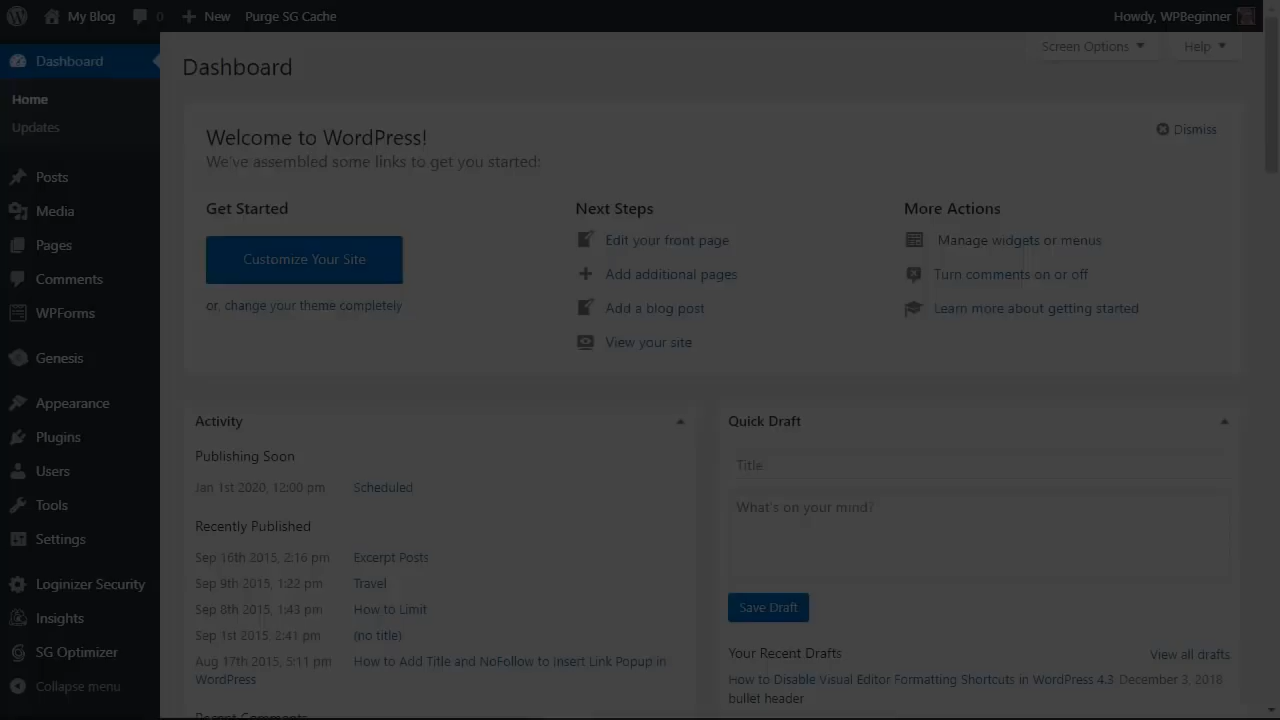 My Blog 0 New Purge SG Cache Howdy, WPBeginner
Screen Options Help
Dashboard
Home
Updates
Posts
Media
Pages
Comments
WPForms
Genesis
Appearance
Plugins
Users
Tools
Settings
Loginizer Security
Insights
SG Optimizer
Collapse menu
Dashboard
Welcome to WordPress!
Dismiss
We've assembled some links to get you started:
Get Started
Customize Your Site
or, change your theme completely
Next Steps
Edit your front page
Add additional pages
Add a blog post
View your site
More Actions
Manage widgets or menus
Turn comments on or off
Learn more about getting started
Activity
Publishing Soon
Jan 1st 2020, 12:00 pm Scheduled
Recently Published
Sep 16th 2015, 2:16 pm Excerpt Posts
Sep 9th 2015, 1:22 pm Travel
Sep 8th 2015, 1:43 pm How to Limit
Sep 1st 2015, 2:41 pm (no title)
Aug 17th 2015, 5:11 pm How to Add Title and NoFollow to Insert Link Popup in
WordPress
Recent Comments
Quick Draft
Title
What's on your mind?
Save Draft
Your Recent Drafts View all drafts
How to Disable Visual Editor Formatting Shortcuts in WordPress 4.3 December 3, 2018
bullet header